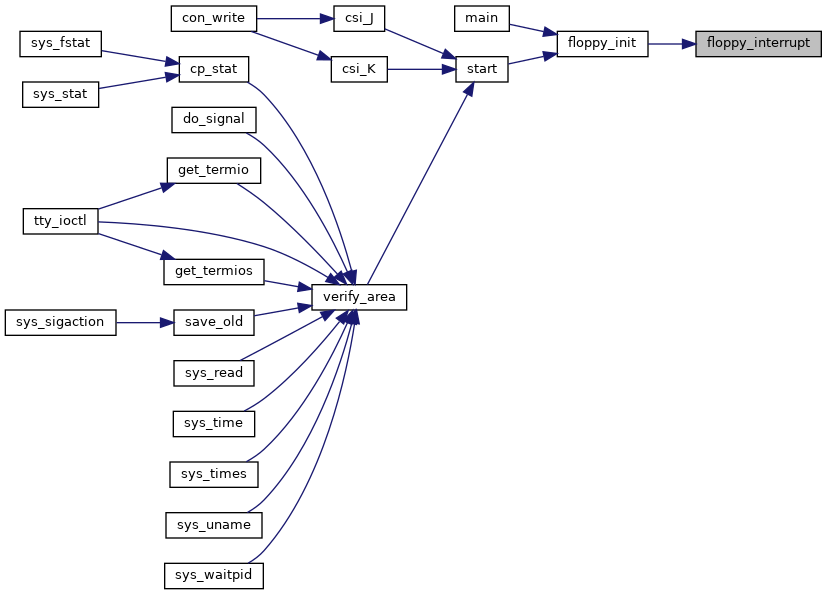 con_write
csi_J
main
sys_fstat
floppy_init
floppy_interrupt
cp_stat
csi_K
start
sys_stat
do_signal
get_termio
tty_ioctl
get_termios
verify_area
sys_sigaction
save_old
sys_read
sys_time
sys_times
sys_uname
sys_waitpid